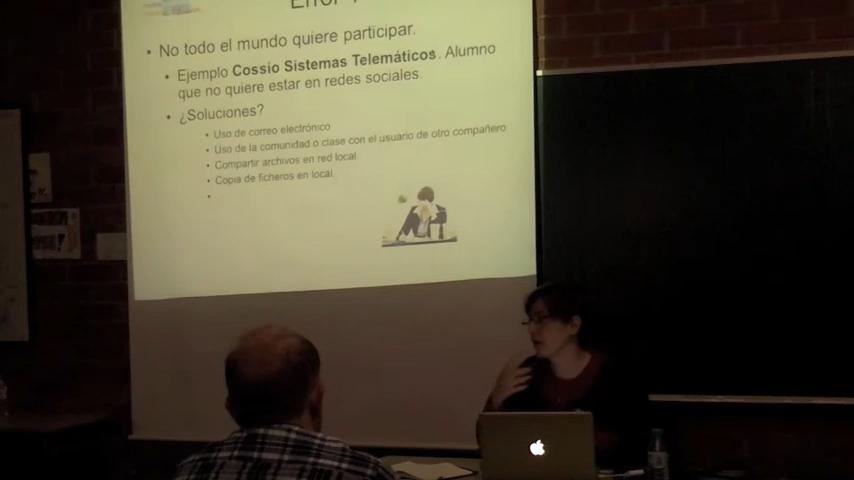 Error
• No todo el mundo quiere participar.
• Ejemplo Cossio Sistemas Telemáticos. Alumno
que no quiere estar en redes sociales.
• ¿Soluciones?
• Uso de correo electrónico
• Uso de la comunidad o clase con el usuario de otro compañero
• Compartir archivos en red local
• Copia de ficheros en local.
•